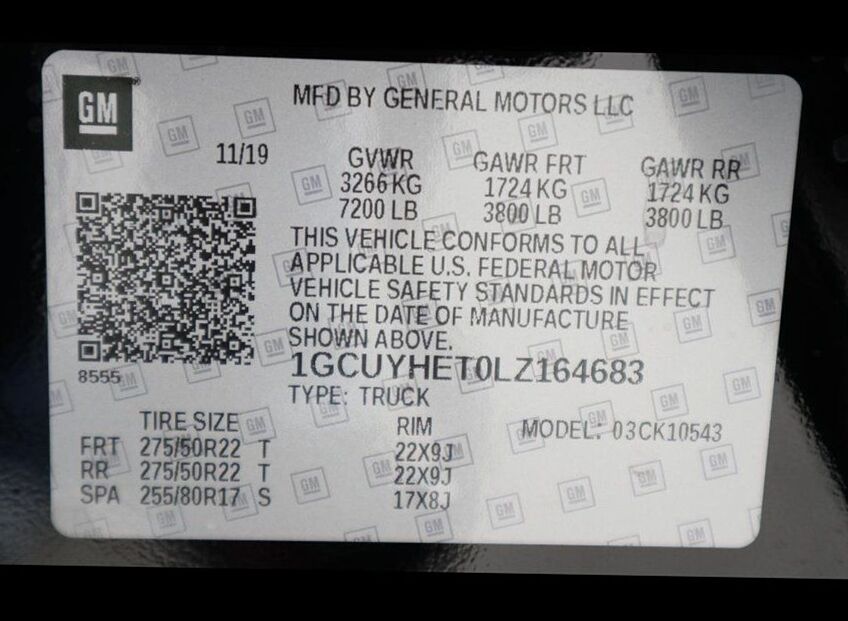 GM
MFD BY GENERAL MOTORS LLC
11/19
GVWR GAWR FRT GAWR RR
3266 KG 1724 KG 1724 KG
7200 LB 3800 LB 3800 LB
THIS VEHICLE CONFORMS TO ALL
APPLICABLE U.S. FEDERAL MOTOR
VEHICLE SAFETY STANDARDS IN EFFECT
ON THE DATE OF MANUFACTURE
SHOWN ABOVE.
8555
1GCUYHET0LZ164683
TYPE: TRUCK
TIRE SIZE RIM MODEL: 03CK10543
FRT 275/50R22 T 22X9J
RR 275/50R22 T 22X9J
SPA 255/80R17 S 17X8J